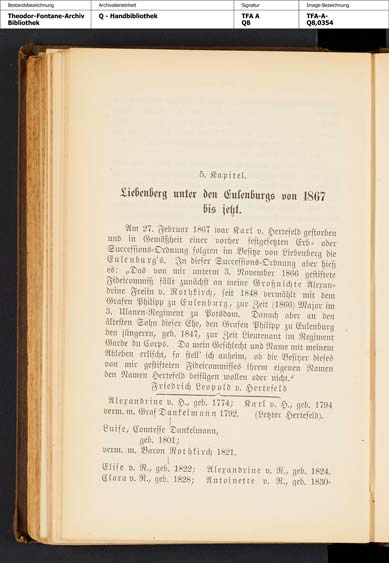 Bestandsbezeichnung
Archivalieneinheit
Signatur
Image-Bezeichnung
Theodor-Fontane-Archiv
Bibliothek
Q - Handbibliothek
TFA A
Q8
TFA-A-
Q8,0354
5. Kapitel.
Liebenberg unter den Eulenburgs von 1867
bis jetzt.
Am 27. Februar 1867 war Karl v. Hertefeld gestorben
und in Gemäßheit einer vorher festgesetzten Erb- oder
Successions-Ordnung folgten im Besitze von Liebenberg die
Eulenburg's. In dieser Successions-Ordnung aber hieß
es: „Das von mir unterm 3. November 1866 gestiftete
Fideicommiß fällt zunächst an meine Großnichte Alexan-
drine Freiin v. Rothkirch, seit 1848 vermählt mit dem
Grafen Philipp zu Eulenburg, zur Zeit (1866) Major im
3. Ulanen-Regiment zu Potsdam. Danach aber an den
ältesten Sohn dieser Ehe, den Grafen Philipp zu Eulenburg
den jüngeren, geb. 1847, zur Zeit Lieutenant im Regiment
Garde du Corps. Da mein Geschlecht und Name mit meinem
Ableben erlischt, so stell' ich anheim, ob die Besitzer dieses
von mir gestifteten Fideicommisses ihrem eigenen Namen
den Namen Hertefeld beifügen wollen oder nicht."
Friedrich Leopold v. Hertefeld
Alexandrine v. H., geb. 1774; Karl v. H., geb. 1794
verm. m. Graf Dankelmann 1792. (Letzter Hertefeld).
Luise, Comtesse Dankelmann,
geb. 1801;
verm. m. Baron Rothkirch 1821.
Elise v. R., geb. 1822; Alexandrine v. R., geb. 1824.
Clara v. R., geb. 1828; Antoinette v. R., geb. 1830.